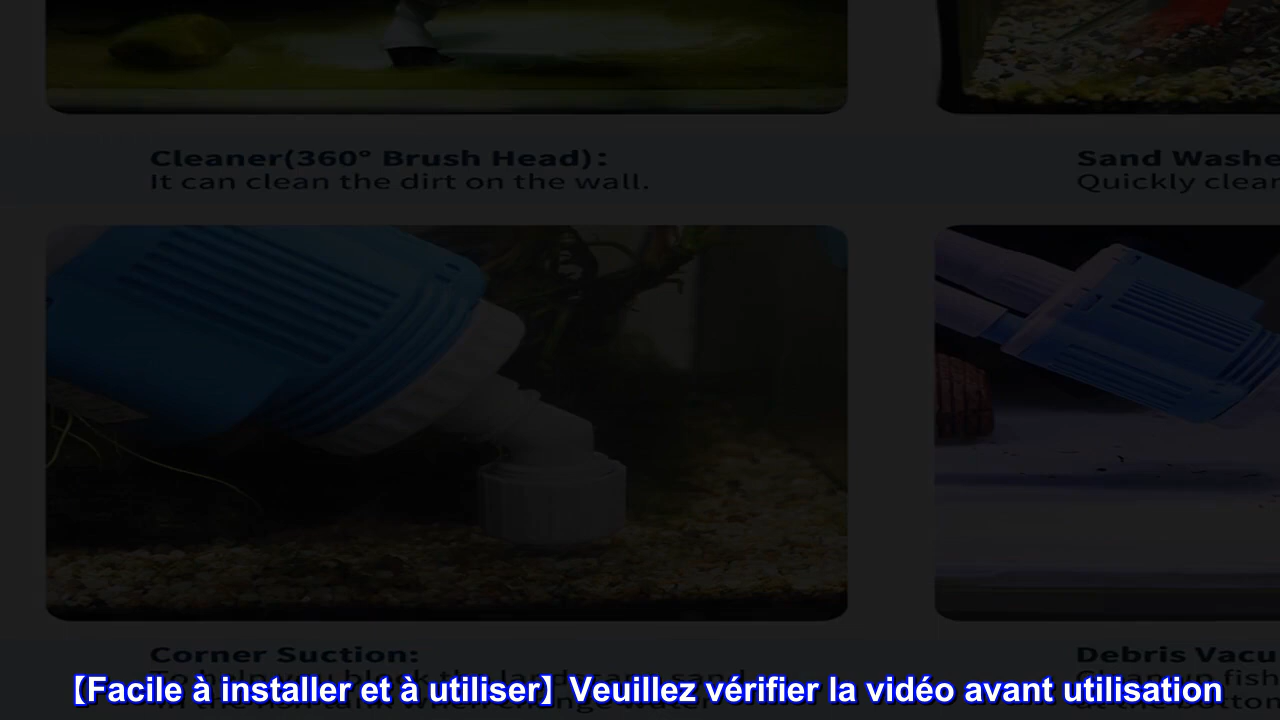 Cleaner(360° Brush Head):
It can clean the dirt on the wall.
Sand Washe
Quickly clear
Corner Suction:
Debris Vacu
【Facile à installer et à utiliser】Veuillez vérifier la vidéo avant utilisation